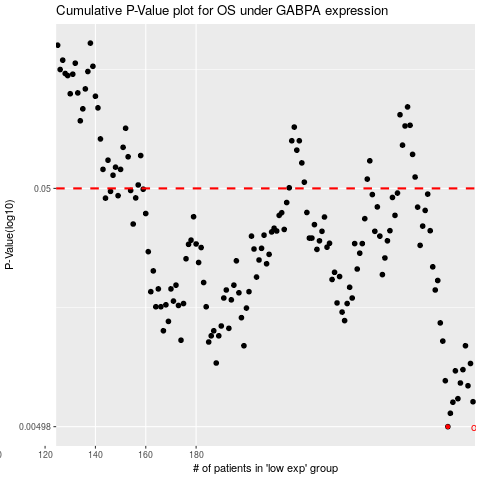 Cumulative P-Value plot for OS under GABPA expression
P-Value(log10)
0.05
0.00498
0 120 140 160 180
# of patients in 'low exp' group